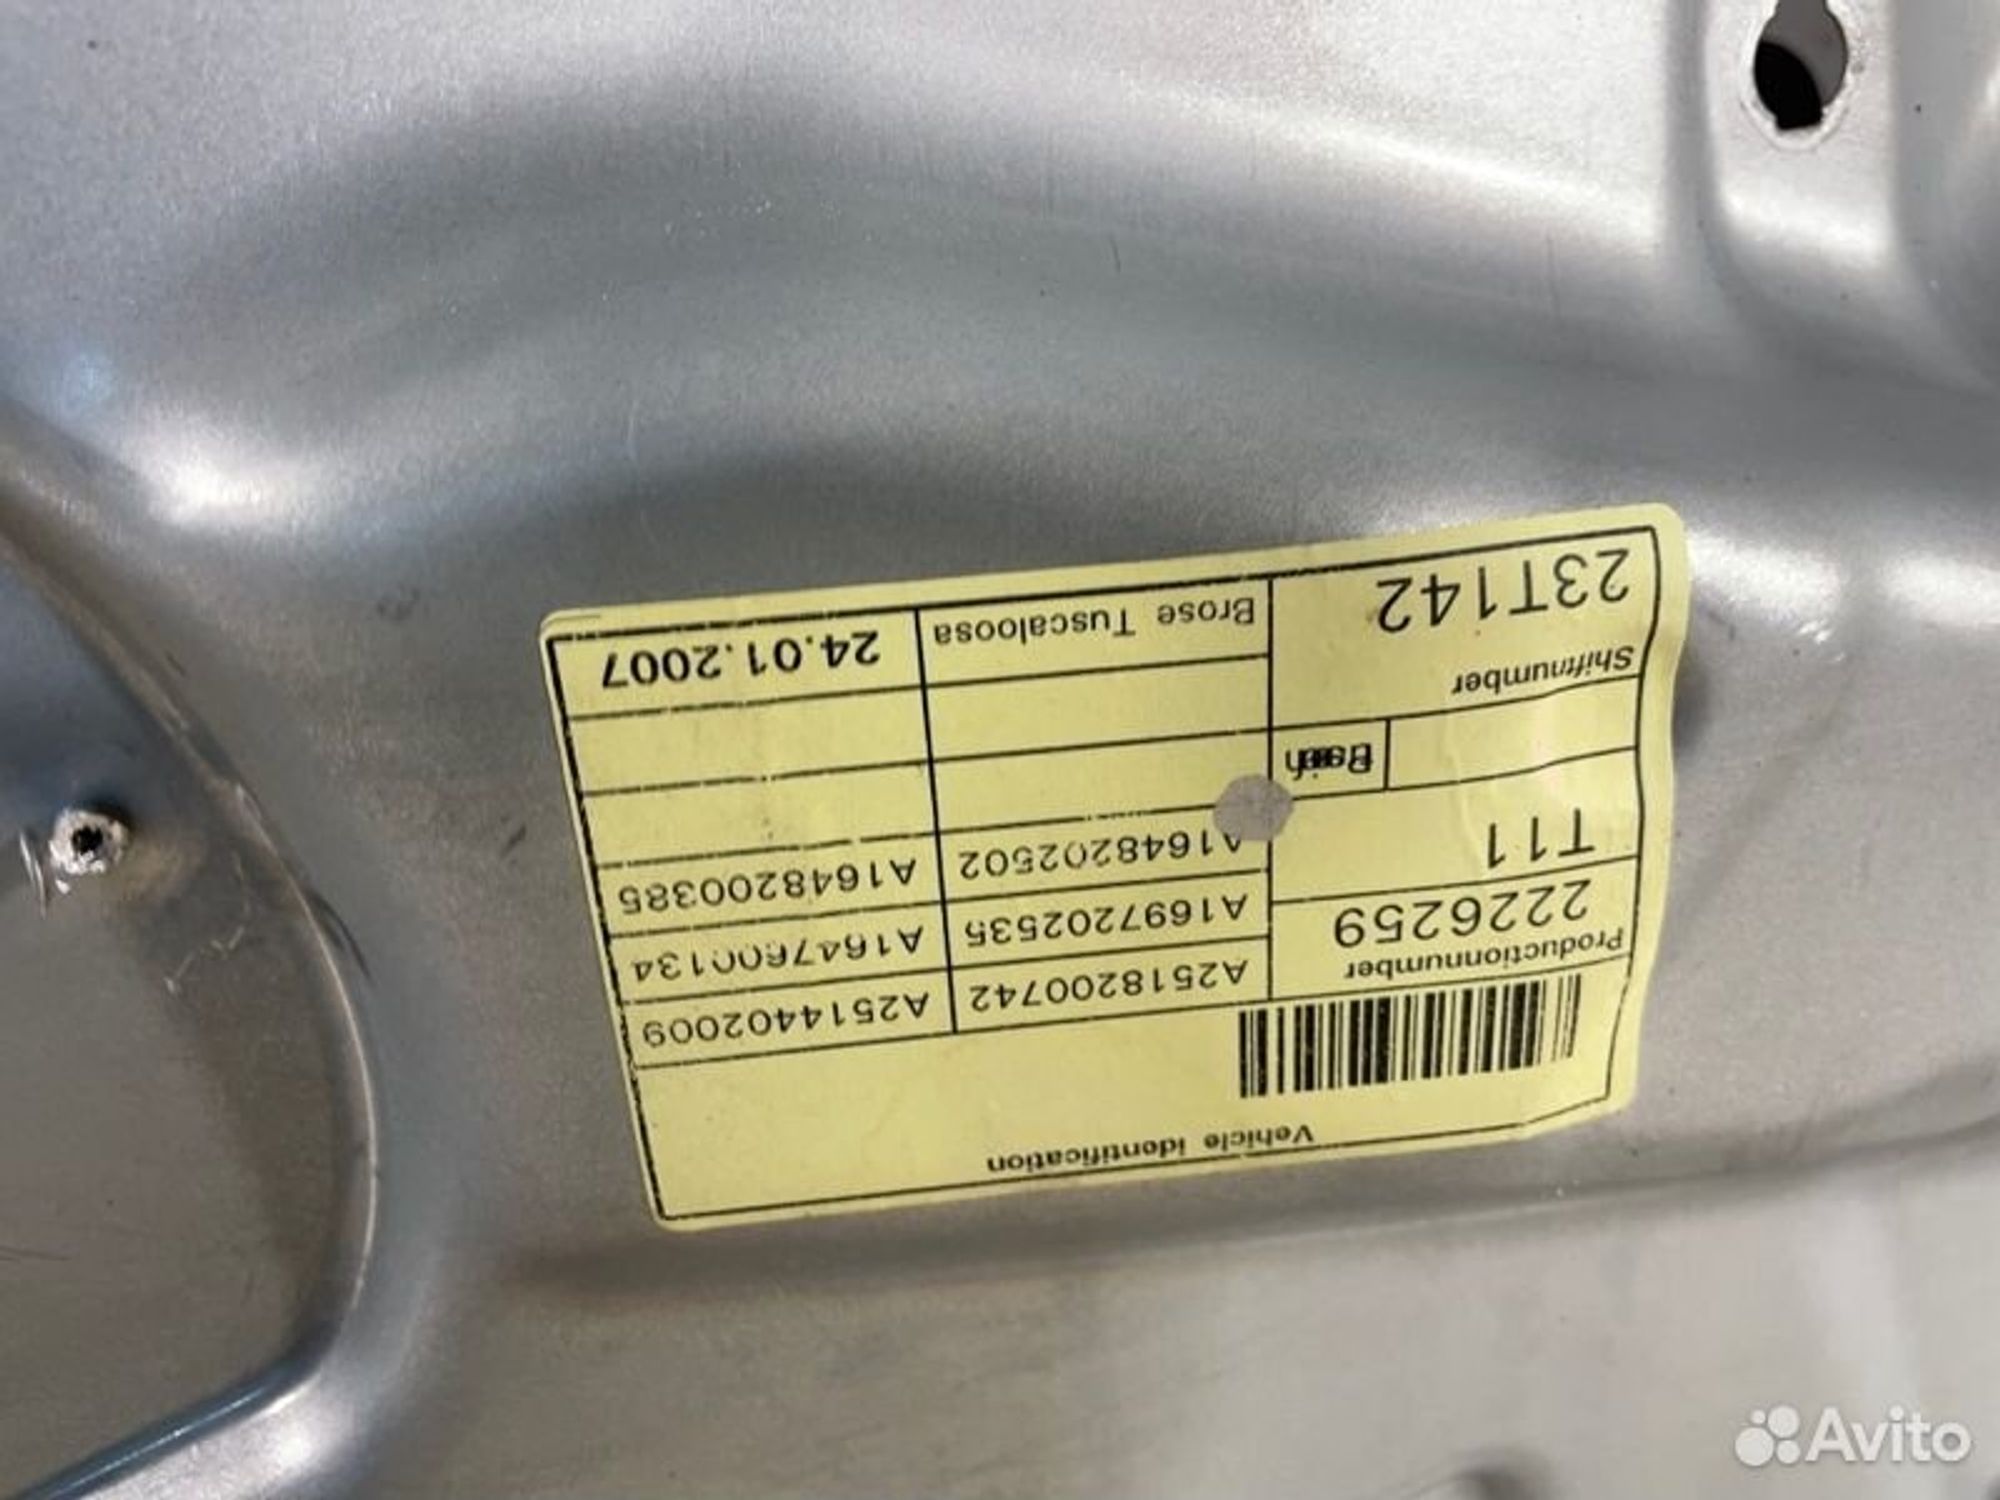 Vehicle identification
Productionnumber
2226259
T11
A2518200742
A2514402009
A1697202535
A1647600134
A1648202502
A1648200385
Shiftnumber
23T142
Brose Tuscaloosa
24.01.2007
Avito